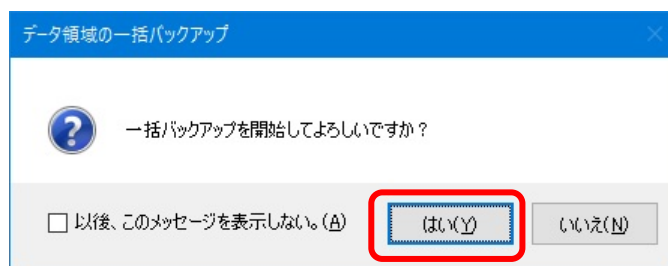 データ領域の一括バックアップ
一括バックアップを開始してよろしいですか？
以後、このメッセージを表示しない。(A)
はい(Y)
いいえ(N)